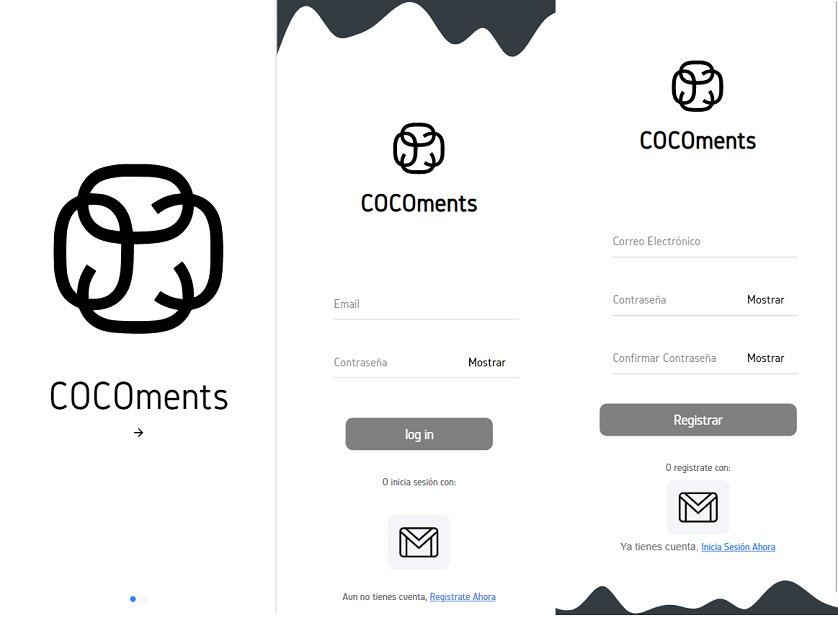 COCOments
→
COCOments
Email
Contraseña Mostrar
log in
O inicia sesión con:
Aun no tienes cuenta, Registrate Ahora
COCOments
Correo Electrónico
Contraseña Mostrar
Confirmar Contraseña Mostrar
Registrar
O registrate con:
Ya tienes cuenta, Inicia Sesión Ahora